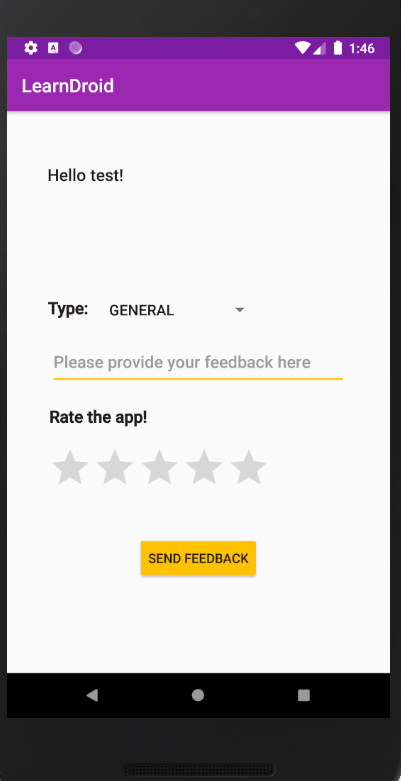 1:46
LearnDroid
Hello test!
Type: GENERAL
Please provide your feedback here
Rate the app!
SEND FEEDBACK